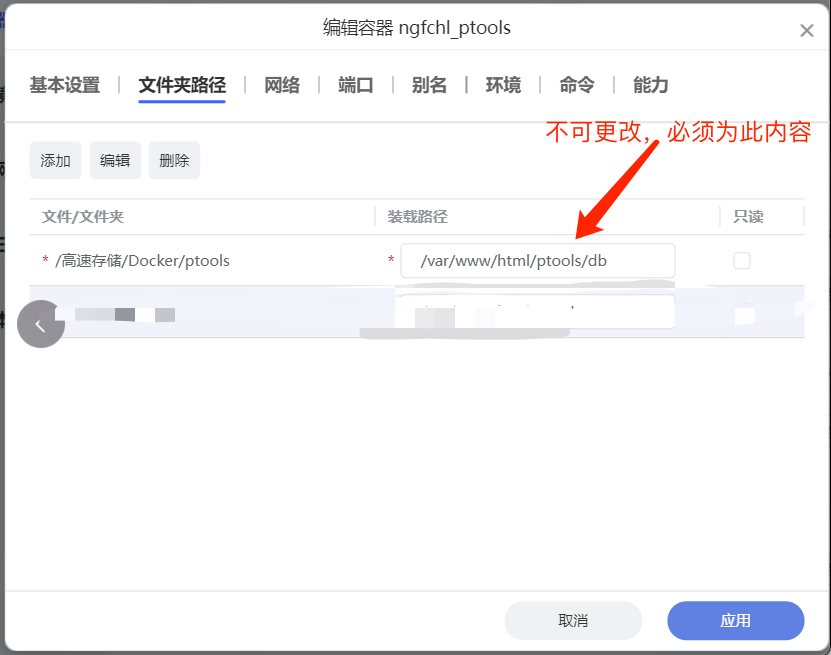 编辑容器 ngfchl_ptools
基本设置 文件夹路径 网络 端口 别名 环境 命令 能力
不可更改，必须为此内容
添加 编辑 删除
文件/文件夹 装载路径 只读
* /高速存储/Docker/ptools * /var/www/html/ptools/db
取消 应用